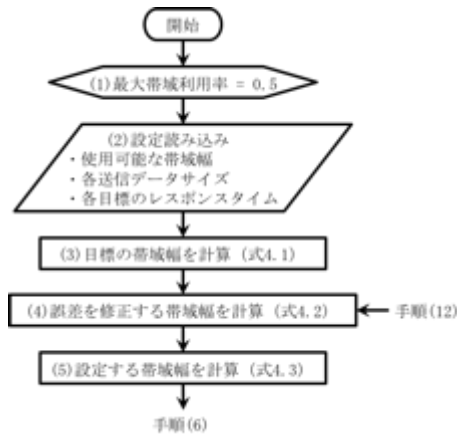 開始
(1)最大帯域利用率 = 0.5
(2)設定読み込み
・使用可能な帯域幅
・各送信データサイズ
・各目標のレスポンスタイム
(3)目標の帯域幅を計算 (式4.1)
(4)誤差を修正する帯域幅を計算 (式4.2)
手順(12)
(5)設定する帯域幅を計算 (式4.3)
手順(6)